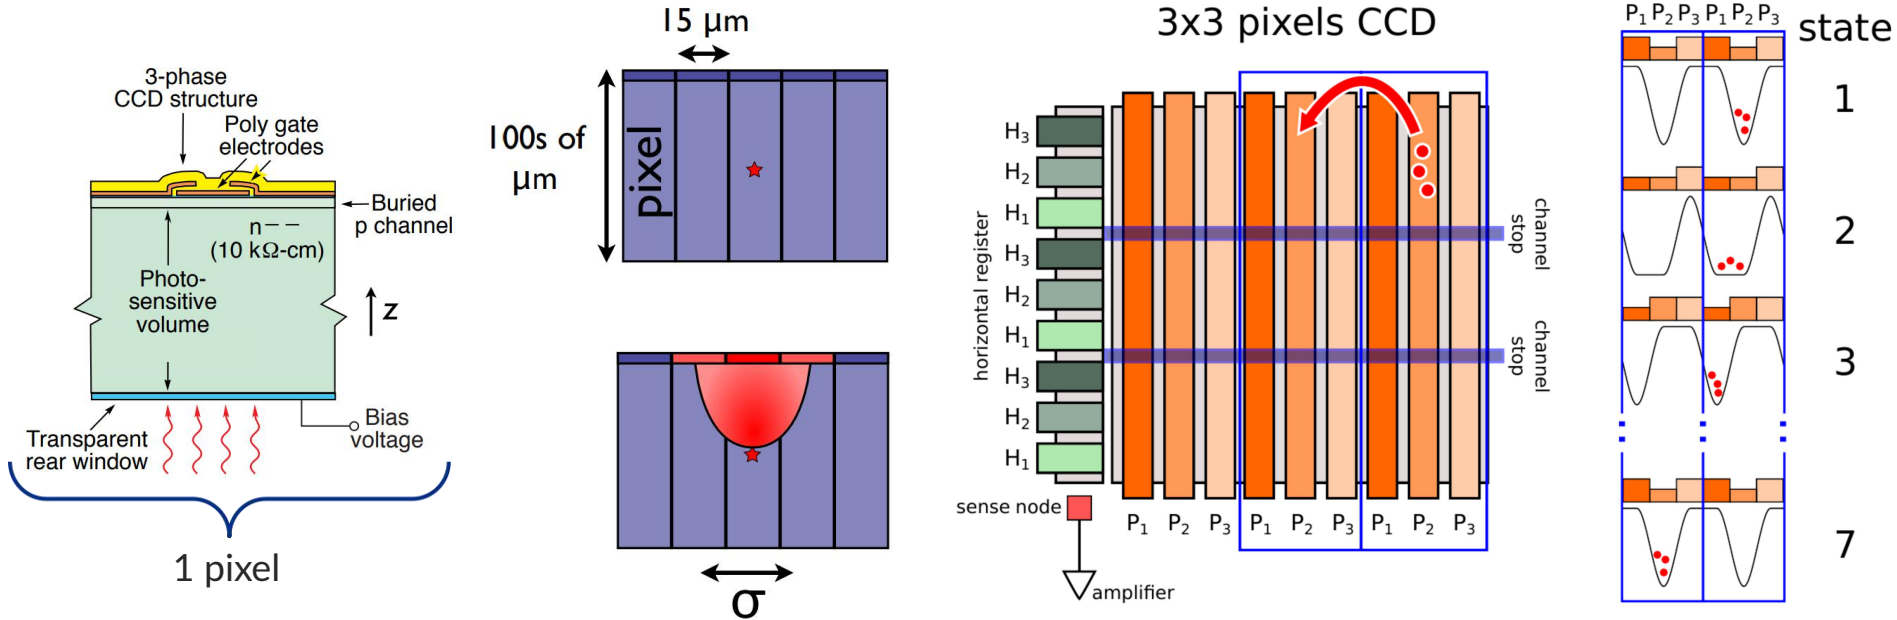 3-phase
CCD structure
Poly gate
electrodes
Buried
p channel
n– –
(10 kΩ-cm)
Photo-
sensitive
volume
z
Bias
voltage
Transparent
rear window
1 pixel
15 μm
100s of
μm
pixel
σ
3x3 pixels CCD
horizontal register
H3
H2
H1
H3
H2
H1
H3
H2
H1
channel
stop
channel
stop
sense node
amplifier
P1 P2 P3 P1 P2 P3 P1 P2 P3
P1 P2 P3 P1 P2 P3
state
1
2
3
7